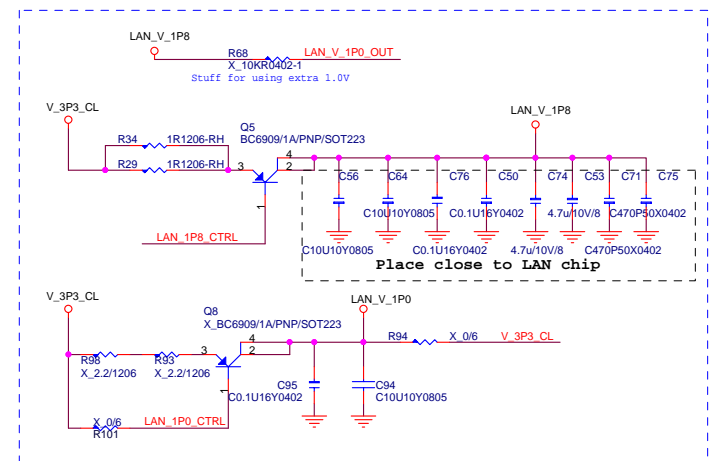 LAN_V_1P8
R68 LAN_V_1P0_OUT
X_10KR0402-1
Stuff for using extra 1.0V
V_3P3_CL
LAN_V_1P8
Q5
BC6909/1A/PNP/SOT223
R34 1R1206-RH
R29 1R1206-RH
3 4
2
1
C56 C64 C76 C50 C74 C53 C71 C75
C10U10Y0805 C0.1U16Y0402 4.7u/10V/8 C470P50X0402
LAN_1P8_CTRL
C10U10Y0805 C0.1U16Y0402 4.7u/10V/8 C470P50X0402
Place close to LAN chip
V_3P3_CL
LAN_V_1P0
Q8
X_BC6909/1A/PNP/SOT223
R94 X_0/6 V_3P3_CL
3 4
2
1
R98 R93
X_2.2/1206 X_2.2/1206
C95
C0.1U16Y0402
C94
C10U10Y0805
X_0/6 LAN_1P0_CTRL
R101